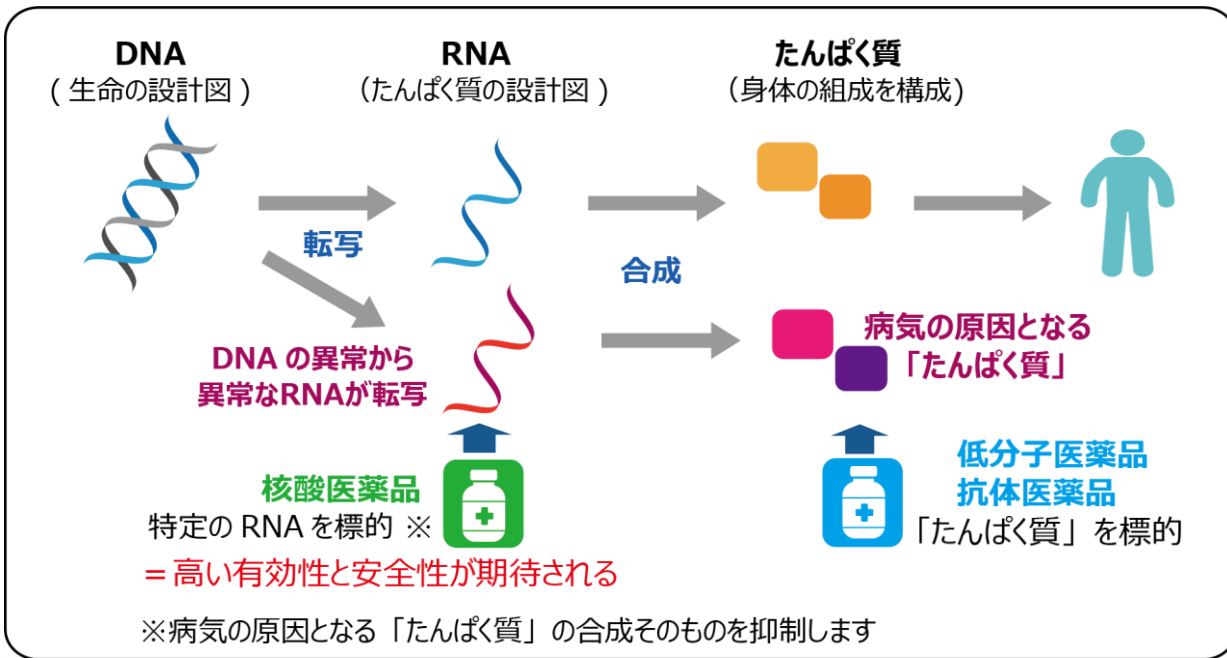 DNA
( 生命の設計図 )
RNA
(たんぱく質の設計図 )
たんぱく質
(身体の組成を構成)
転写
合成
DNA の異常から
異常なRNAが転写
病気の原因となる
「たんぱく質」
核酸医薬品
特定の RNA を標的 ※
= 高い有効性と安全性が期待される
低分子医薬品
抗体医薬品
「たんぱく質」を標的
※病気の原因となる「たんぱく質」の合成そのものを抑制します